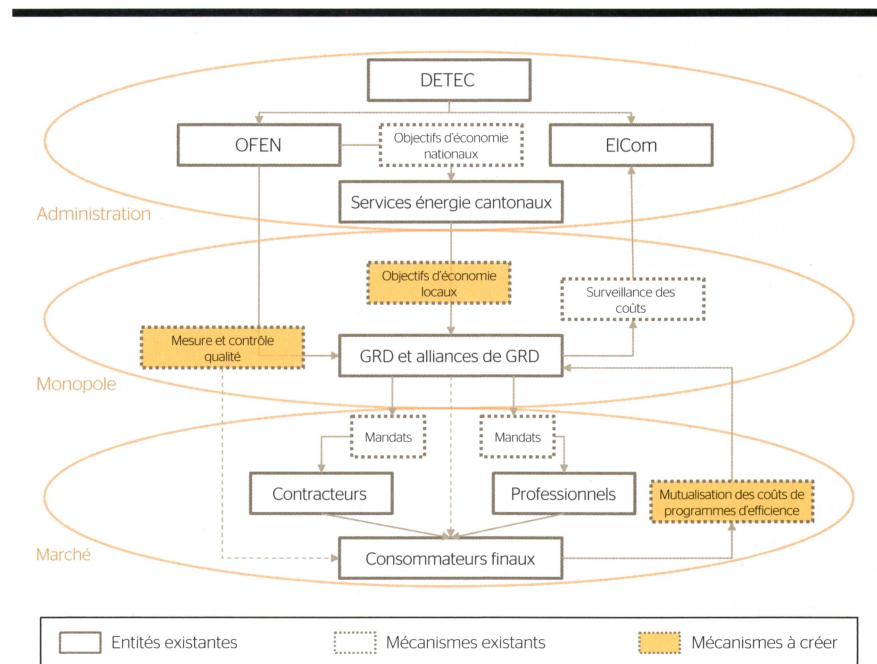 DETEC
OFEN
Objectifs d'économie
nationaux
ElCom
Services énergie cantonaux
Administration
Objectifs d'économie
locaux
Surveillance des
coûts
Mesure et contrôle
qualité
GRD et alliances de GRD
Monopole
Mandats
Mandats
Contracteurs
Professionnels
Mutualisation des coûts de
programmes d'efficience
Marché
Consommateurs finaux
Entités existantes
Mécanismes existants
Mécanismes à créer